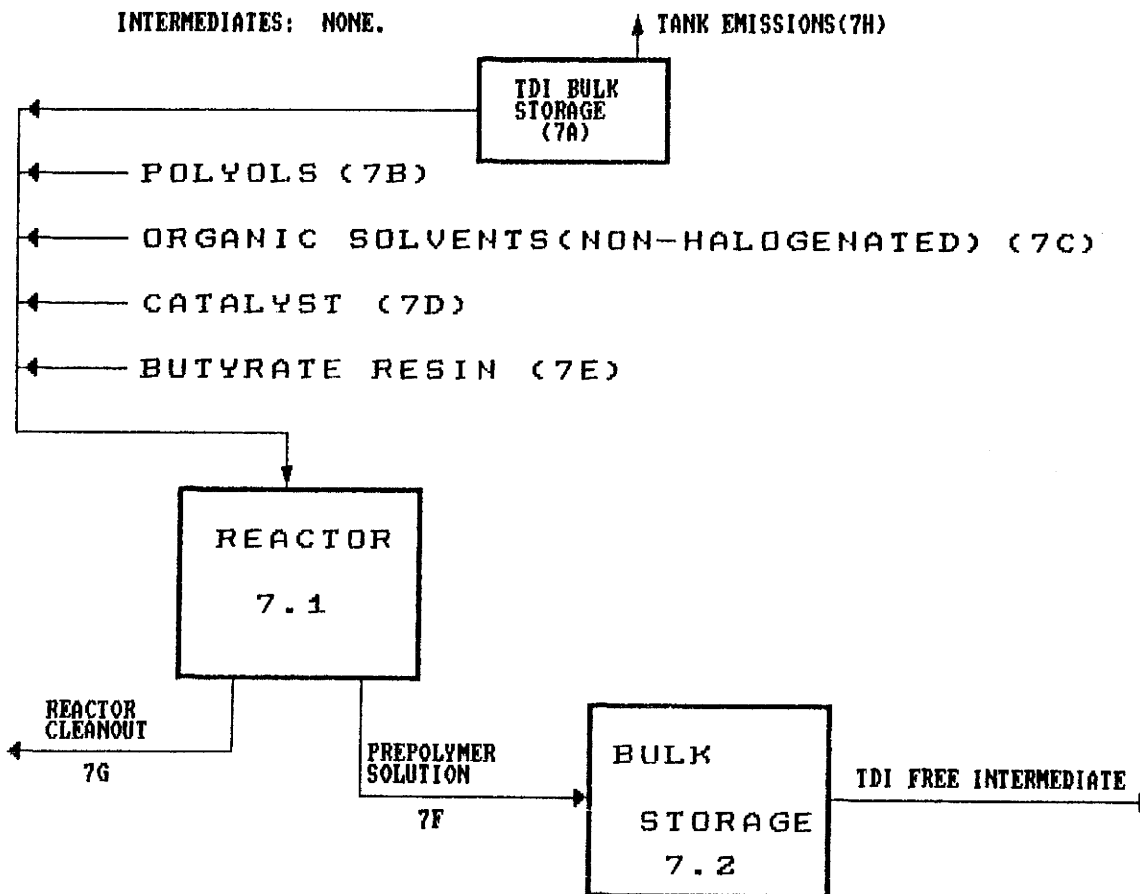 INTERMEDIATES: NONE.
TANK EMISSIONS(7H)
TDI BULK
STORAGE
(7A)
POLYOLS (7B)
ORGANIC SOLVENTS(NON-HALOGENATED) (7C)
CATALYST (7D)
BUTYRATE RESIN (7E)
REACTOR
7.1
REACTOR
CLEANOUT
7G
PREPOLYMER
SOLUTION
7F
BULK
STORAGE
7.2
TDI FREE INTERMEDIATE